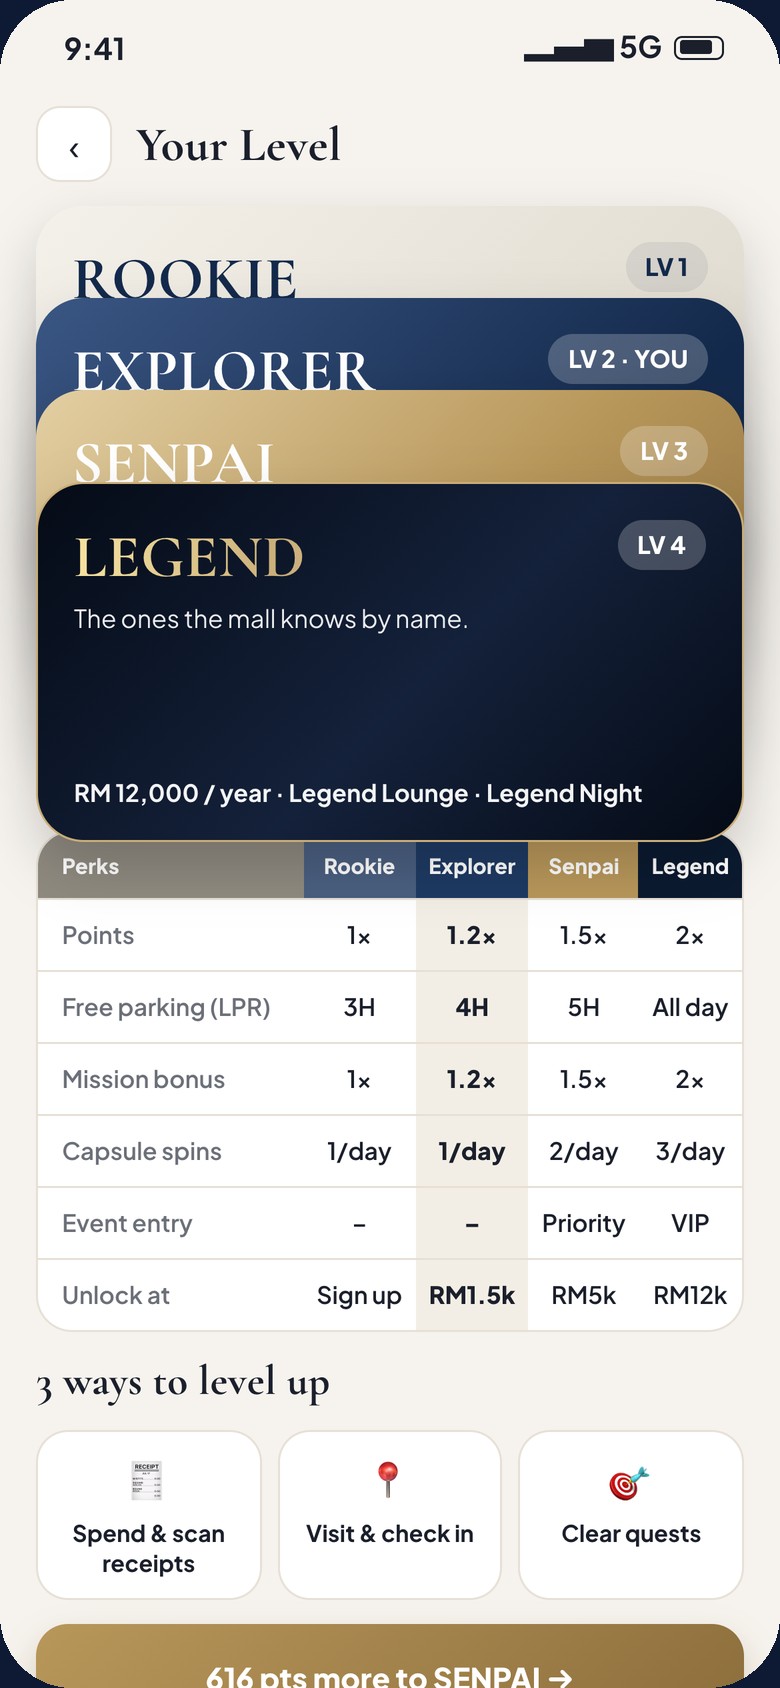 9:41 5G
‹ Your Level
ROOKIE LV 1
EXPLORER LV 2 · YOU
SENPAI LV 3
LEGEND LV 4
The ones the mall knows by name.
RM 12,000 / year · Legend Lounge · Legend Night
Perks Rookie Explorer Senpai Legend
Points 1× 1.2× 1.5× 2×
Free parking (LPR) 3H 4H 5H All day
Mission bonus 1× 1.2× 1.5× 2×
Capsule spins 1/day 1/day 2/day 3/day
Event entry – – Priority VIP
Unlock at Sign up RM1.5k RM5k RM12k
3 ways to level up
RECEIPT
Spend & scan
receipts
Visit & check in
Clear quests
616 pts more to SENPAI →